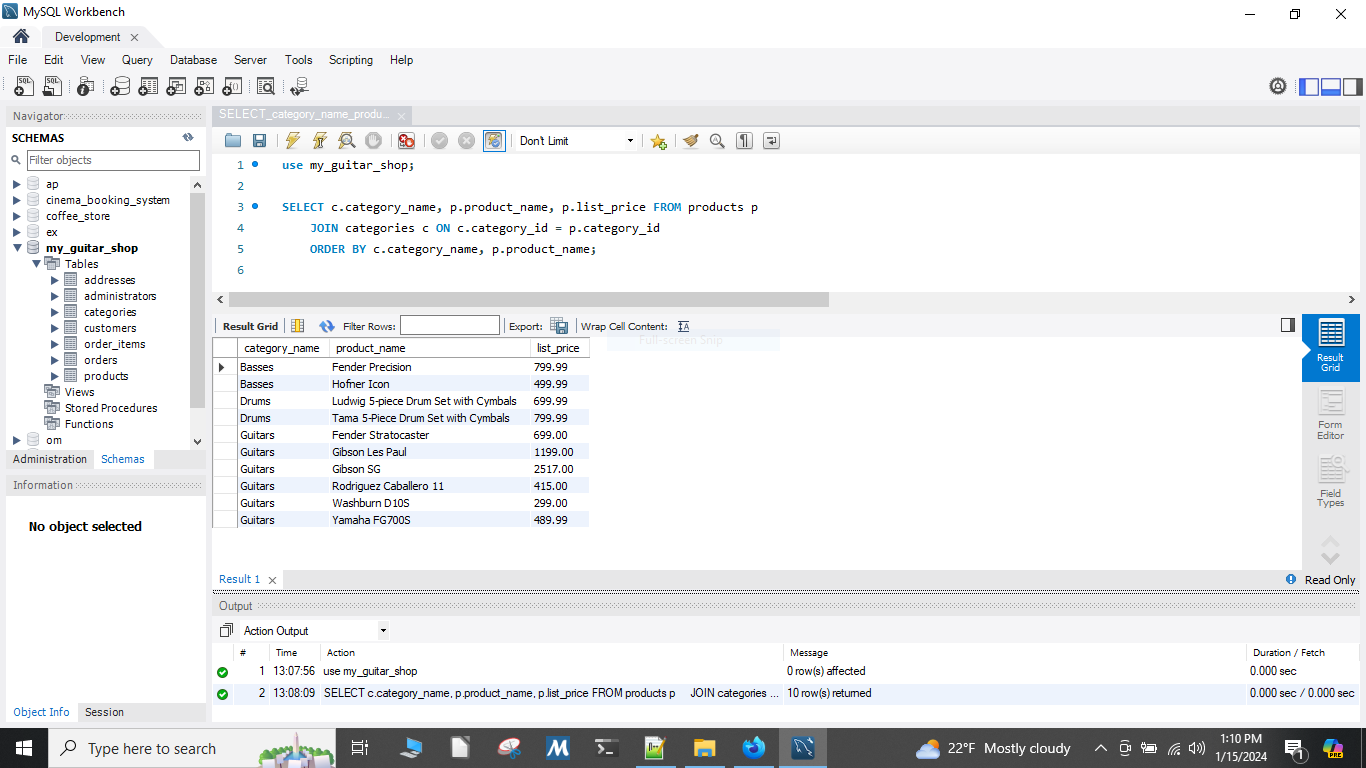 MySQL Workbench
Development
File Edit View Query Database Server Tools Scripting Help
Navigator
SCHEMAS
Filter objects
ap
cinema_booking_system
coffee_store
ex
my_guitar_shop
Tables
addresses
administrators
categories
customers
order_items
orders
products
Views
Stored Procedures
Functions
om
Administration Schemas
Information
No object selected
Object Info Session
SELECT_category_name_produ...
Don't Limit
1 use my_guitar_shop;
2
3 SELECT c.category_name, p.product_name, p.list_price FROM products p
4 JOIN categories c ON c.category_id = p.category_id
5 ORDER BY c.category_name, p.product_name;
6
Result Grid Filter Rows: Export: Wrap Cell Content:
Full-screen Snip
category_name product_name list_price
Basses Fender Precision 799.99
Basses Hofner Icon 499.99
Drums Ludwig 5-piece Drum Set with Cymbals 699.99
Drums Tama 5-Piece Drum Set with Cymbals 799.99
Guitars Fender Stratocaster 699.00
Guitars Gibson Les Paul 1199.00
Guitars Gibson SG 2517.00
Guitars Rodriguez Caballero 11 415.00
Guitars Washburn D10S 299.00
Guitars Yamaha FG700S 489.99
Result Grid
Form Editor
Field Types
Result 1
Read Only
Output
Action Output
# Time Action Message Duration / Fetch
1 13:07:56 use my_guitar_shop 0 row(s) affected 0.000 sec
2 13:08:09 SELECT c.category_name, p.product_name, p.list_price FROM products p JOIN categories ... 10 row(s) returned 0.000 sec / 0.000 sec
Type here to search
22°F Mostly cloudy
1:10 PM
1/15/2024
1
PRE